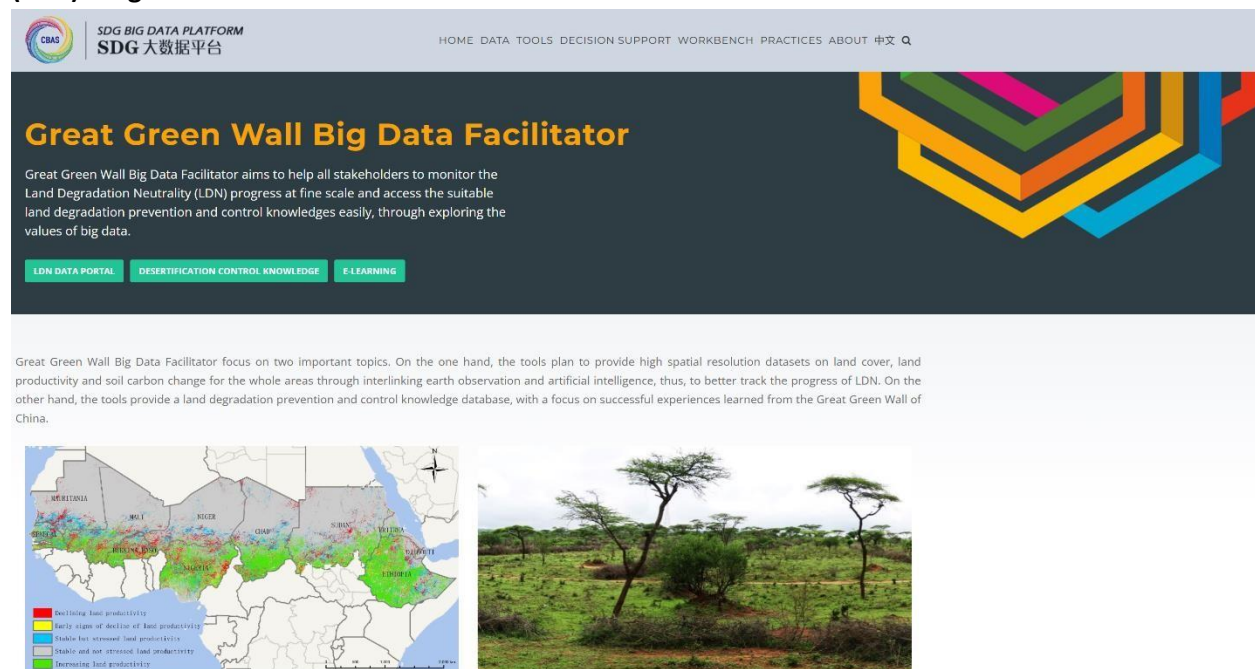 CBAS
SDG BIG DATA PLATFORM
SDG 大数据平台
HOME DATA TOOLS DECISION SUPPORT WORKBENCH PRACTICES ABOUT 中文
Great Green Wall Big Data Facilitator
Great Green Wall Big Data Facilitator aims to help all stakeholders to monitor the
Land Degradation Neutrality (LDN) progress at fine scale and access the suitable
land degradation prevention and control knowledges easily, through exploring the
values of big data.
LDN DATA PORTAL
DESERTIFICATION CONTROL KNOWLEDGE
E-LEARNING
Great Green Wall Big Data Facilitator focus on two important topics. On the one hand, the tools plan to provide high spatial resolution datasets on land cover, land
productivity and soil carbon change for the whole areas through interlinking earth observation and artificial intelligence, thus, to better track the progress of LDN. On the
other hand, the tools provide a land degradation prevention and control knowledge database, with a focus on successful experiences learned from the Great Green Wall of
China.
N
MAURITANIA
MALI
NIGER
CHAD
SUDAN
ERITREA
SENEGAL
BURKINA FASO
NIGERIA
DJIBOUTI
ETHIOPIA
Declining land productivity
Early signs of decline of land productivity
Stable but stressed land productivity
Stable and not stressed land productivity
Increasing land productivity